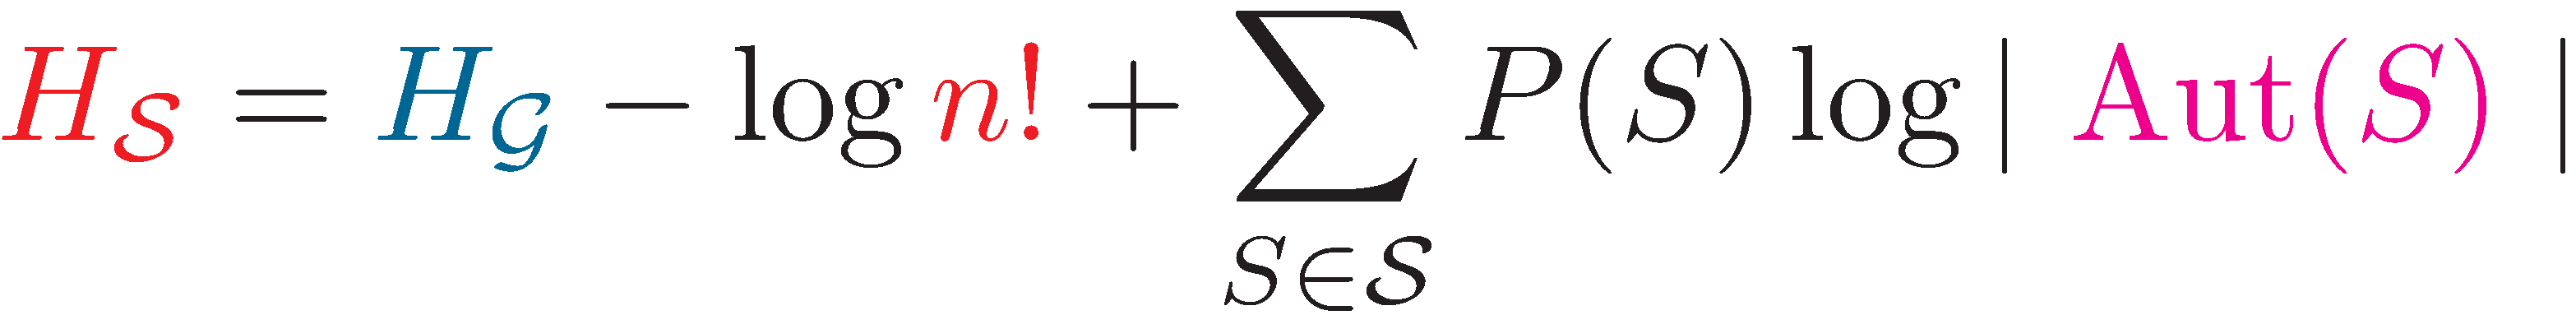 H_𝒮 = H_𝒢 − log n! + ∑_{S∈𝒮} P(S) log | Aut(S) |